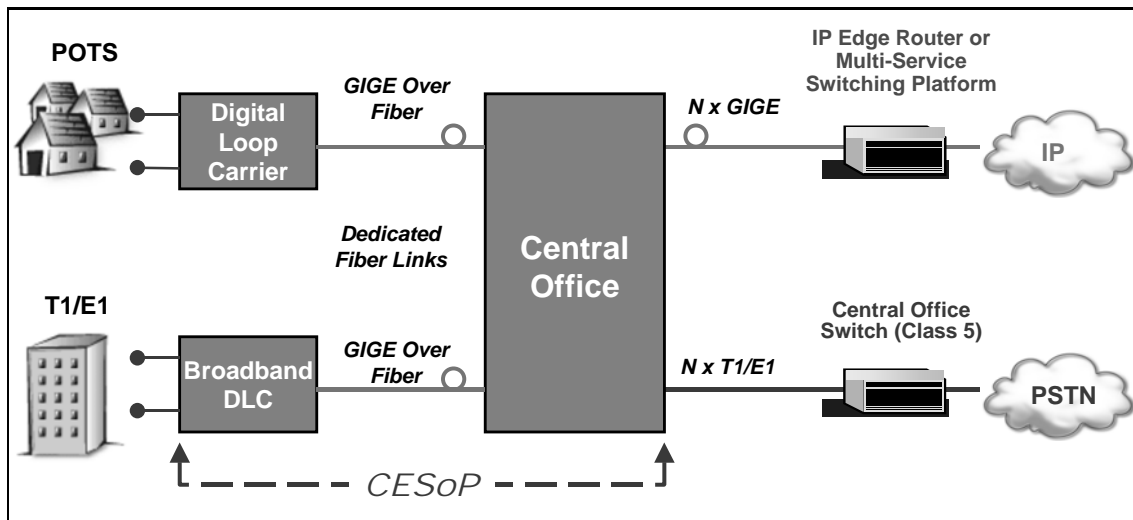 POTS
Digital
Loop
Carrier
GIGE Over
Fiber
Dedicated
Fiber Links
Central
Office
N x GIGE
IP Edge Router or
Multi-Service
Switching Platform
IP
T1/E1
Broadband
DLC
GIGE Over
Fiber
N x T1/E1
Central Office
Switch (Class 5)
PSTN
CESoP